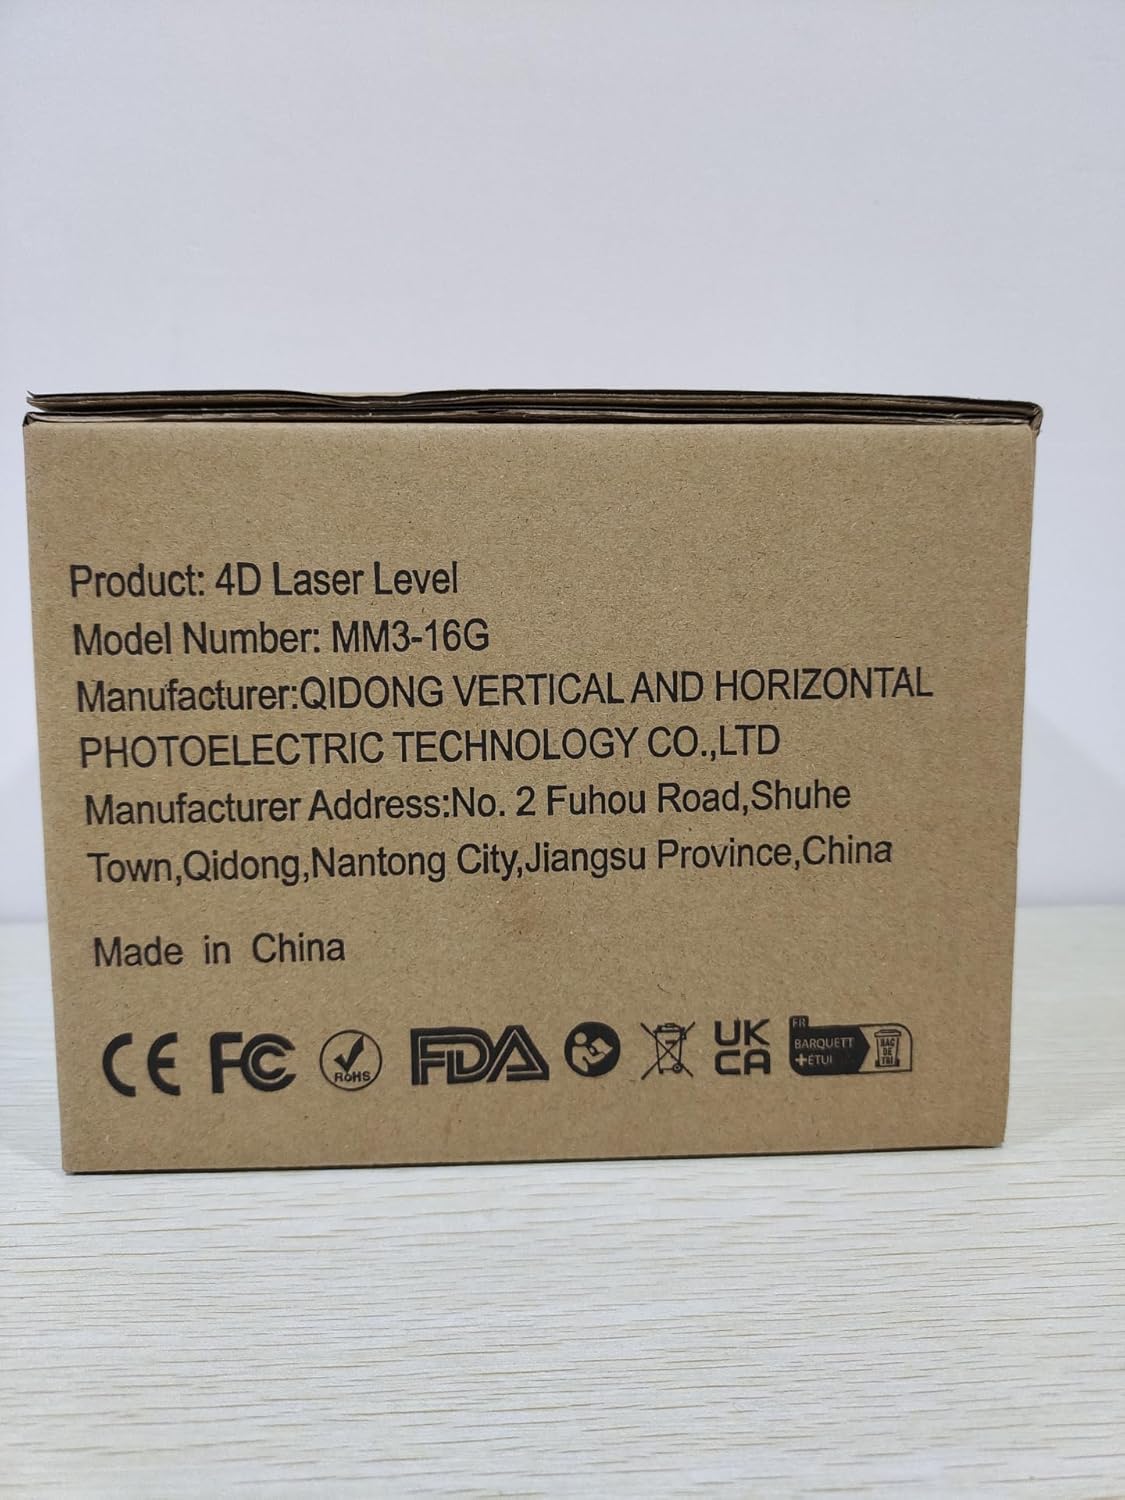 Product: 4D Laser Level
Model Number: MM3-16G
Manufacturer:QIDONG VERTICAL AND HORIZONTAL
PHOTOELECTRIC TECHNOLOGY CO.,LTD
Manufacturer Address:No. 2 Fuhou Road,Shuhe
Town,Qidong,Nantong City,Jiangsu Province,China
Made in China
CE FC RoHS FDA UK
CA
FR
BARQUETT
+ÉTUI
BAC
DE
TRI